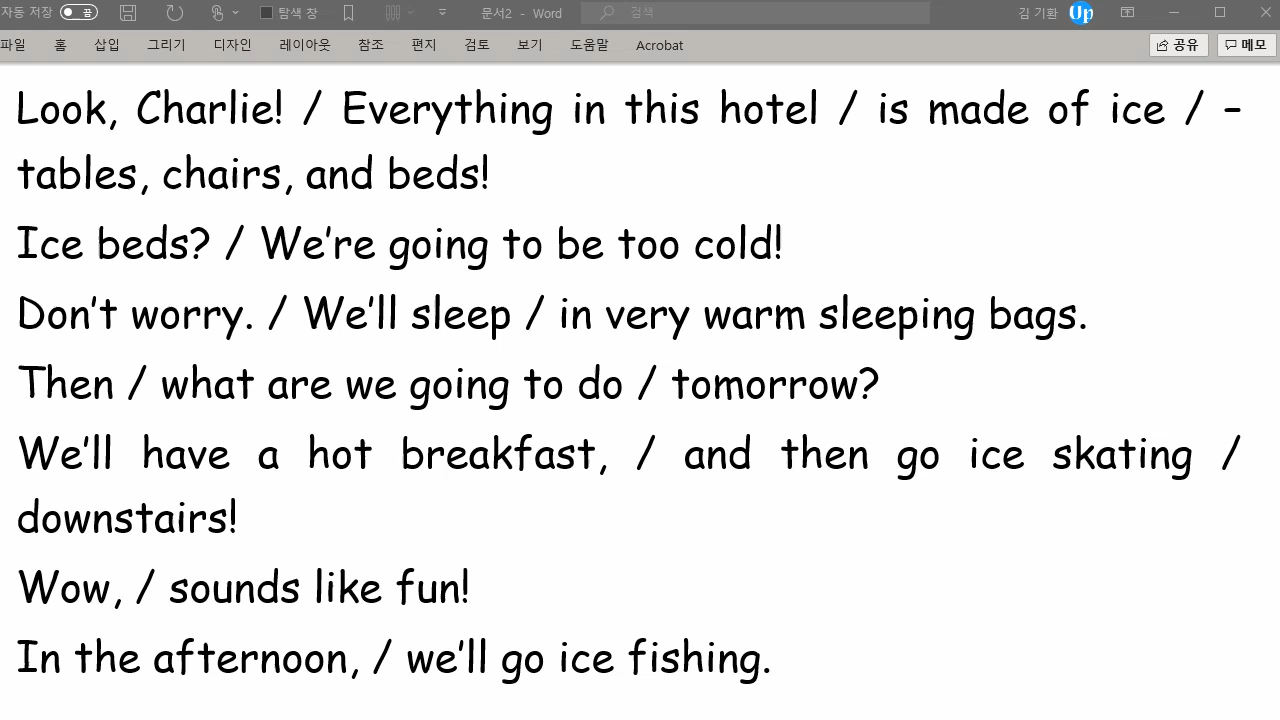 자동 저장 끔 탐색 창 문서2 - Word 검색 김 기환 Up
파일 홈 삽입 그리기 디자인 레이아웃 참조 편지 검토 보기 도움말 Acrobat 공유 메모
Look, Charlie! / Everything in this hotel / is made of ice / –
tables, chairs, and beds!
Ice beds? / We’re going to be too cold!
Don’t worry. / We’ll sleep / in very warm sleeping bags.
Then / what are we going to do / tomorrow?
We’ll have a hot breakfast, / and then go ice skating /
downstairs!
Wow, / sounds like fun!
In the afternoon, / we’ll go ice fishing.